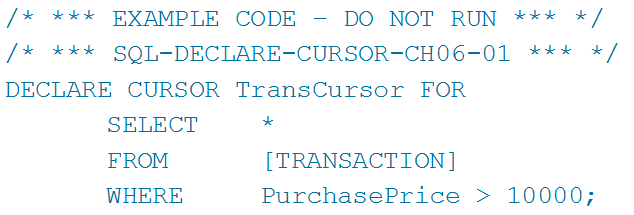 /* *** EXAMPLE CODE – DO NOT RUN *** */
/* *** SQL-DECLARE-CURSOR-CH06-01 *** */
DECLARE CURSOR TransCursor FOR
SELECT *
FROM [TRANSACTION]
WHERE PurchasePrice > 10000;